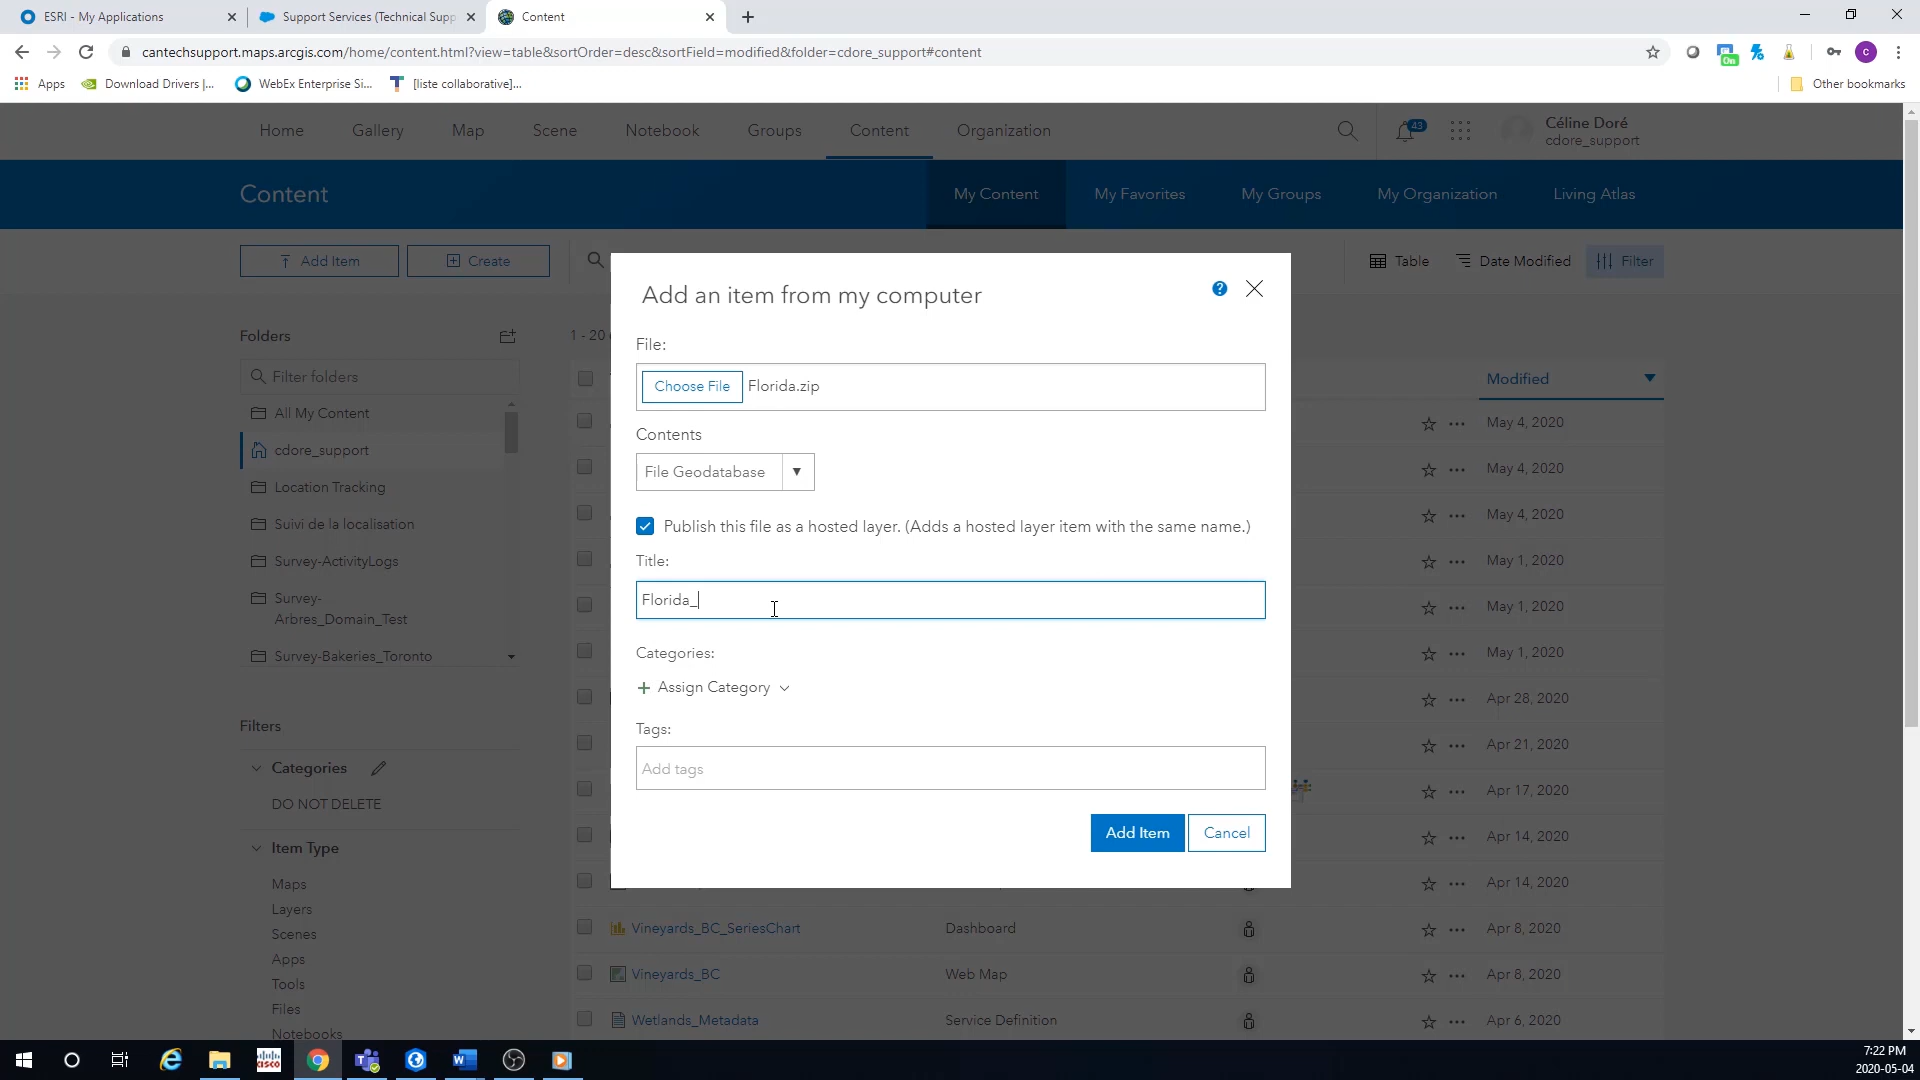 ESRI - My Applications
Support Services (Technical Supp
Content
cantechsupport.maps.arcgis.com/home/content.html?view=table&sortOrder=desc&sortField=modified&folder=cdore_support#content
On
C
Apps
Download Drivers |...
WebEx Enterprise Si...
[liste collaborative]...
Other bookmarks
Home
Gallery
Map
Scene
Notebook
Groups
Content
Organization
43
Céline Doré
cdore_support
Content
My Content
My Favorites
My Groups
My Organization
Living Atlas
Add Item
Create
Table
Date Modified
Filter
Folders
Filter folders
All My Content
cdore_support
Location Tracking
Suivi de la localisation
Survey-ActivityLogs
Survey-
Arbres_Domain_Test
Survey-Bakeries_Toronto
Filters
Categories
DO NOT DELETE
Item Type
Maps
Layers
Scenes
Apps
Tools
Files
Notebooks
1 - 20
Add an item from my computer
?
File:
Choose File
Florida.zip
Contents
File Geodatabase
Publish this file as a hosted layer. (Adds a hosted layer item with the same name.)
Title:
Florida_
Categories:
+ Assign Category
Tags:
Add tags
Add Item
Cancel
Modified
May 4, 2020
May 4, 2020
May 4, 2020
May 1, 2020
May 1, 2020
May 1, 2020
Apr 28, 2020
Apr 21, 2020
Apr 17, 2020
Apr 14, 2020
Apr 14, 2020
Vineyards_BC_SeriesChart
Dashboard
Apr 8, 2020
Vineyards_BC
Web Map
Apr 8, 2020
Wetlands_Metadata
Service Definition
Apr 6, 2020
7:22 PM
2020-05-04